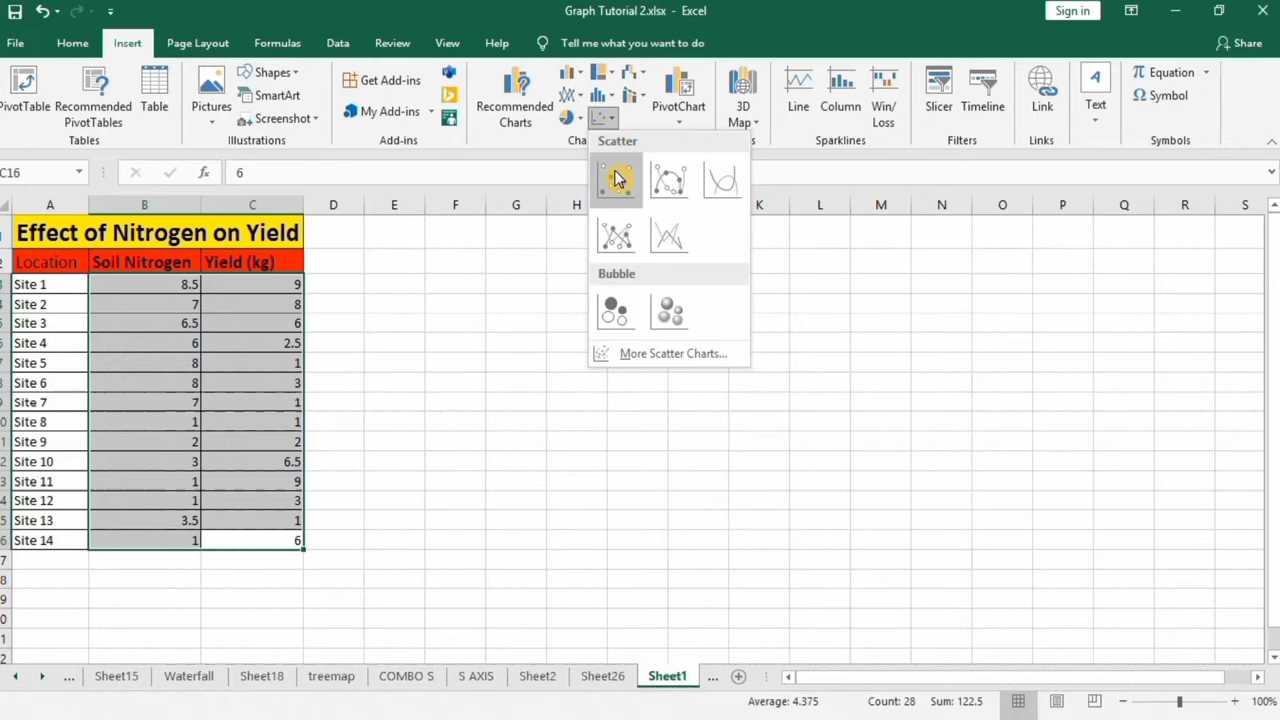 Graph Tutorial 2.xlsx - Excel
Sign in
File Home Insert Page Layout Formulas Data Review View Help Tell me what you want to do Share
PivotTable
Recommended PivotTables
Table
Tables
Pictures
Shapes
SmartArt
Screenshot
Illustrations
Get Add-ins
My Add-ins
Add-ins
Recommended Charts
PivotChart
3D Map
Line
Column
Win/Loss
Sparklines
Slicer
Timeline
Filters
Link
Links
A
Text
π Equation
Ω Symbol
Symbols
C16 fx 6
Scatter
Bubble
More Scatter Charts...
A B C D E F G H K L M N O P Q R S
Effect of Nitrogen on Yield
Location Soil Nitrogen Yield (kg)
Site 1 8.5 9
Site 2 7 8
Site 3 6.5 6
Site 4 6 2.5
Site 5 8 1
Site 6 8 3
Site 7 7 1
Site 8 1 1
Site 9 2 2
Site 10 3 6.5
Site 11 1 9
Site 12 1 3
Site 13 3.5 1
Site 14 1 6
... Sheet15 Waterfall Sheet18 treemap COMBO S S AXIS Sheet2 Sheet26 Sheet1 ...
Average: 4.375 Count: 28 Sum: 122.5 100%